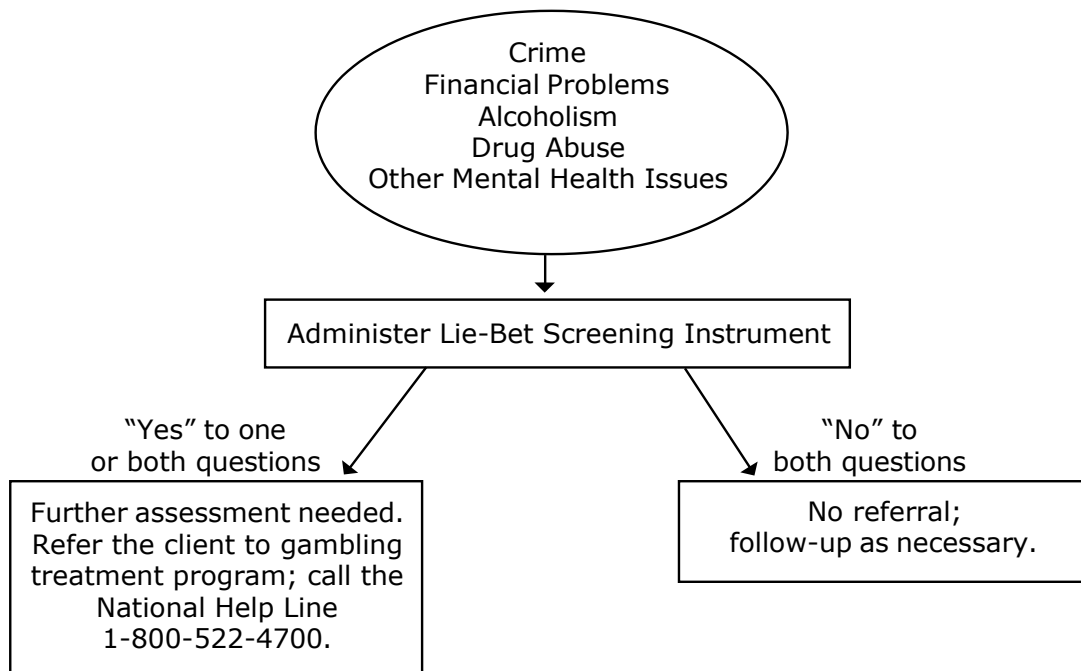 Crime
Financial Problems
Alcoholism
Drug Abuse
Other Mental Health Issues
Administer Lie-Bet Screening Instrument
“Yes” to one
or both questions
“No” to
both questions
Further assessment needed.
Refer the client to gambling
treatment program; call the
National Help Line
1-800-522-4700.
No referral;
follow-up as necessary.